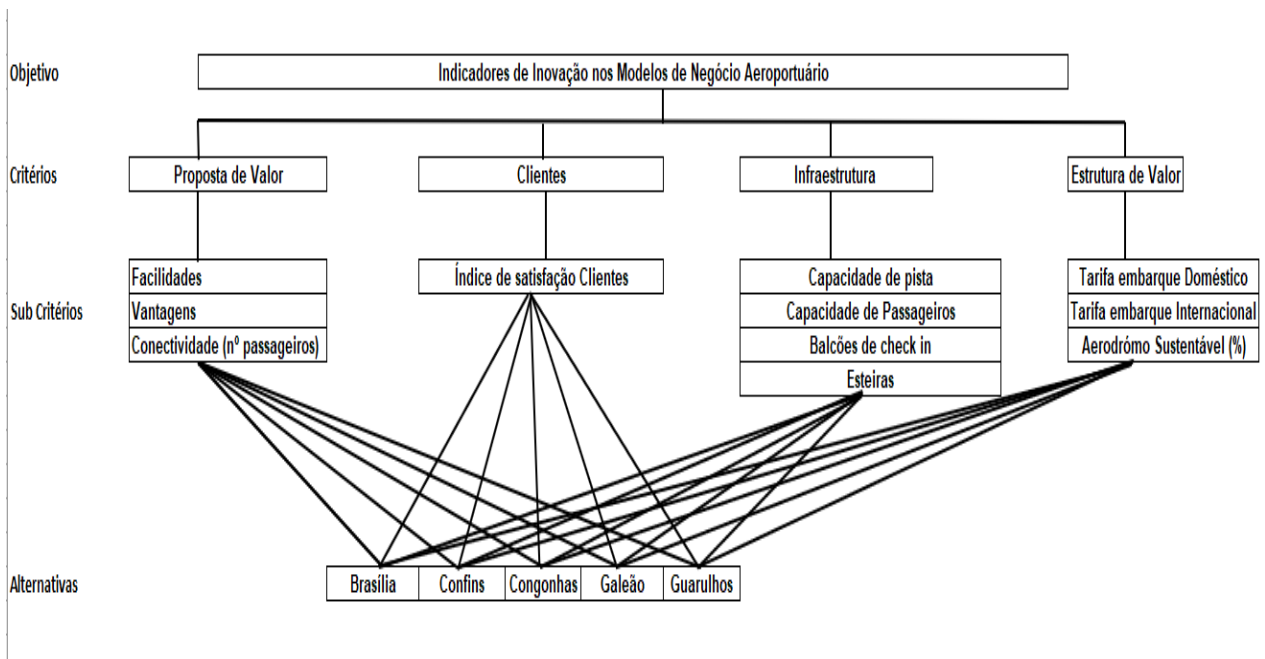 Objetivo
Indicadores de Inovação nos Modelos de Negócio Aeroportuário
Critérios
Proposta de Valor
Clientes
Infraestrutura
Estrutura de Valor
Sub Critérios
Facilidades
Vantagens
Conectividade (nº passageiros)
Índice de satisfação Clientes
Capacidade de pista
Capacidade de Passageiros
Balcões de check in
Esteiras
Tarifa embarque Doméstico
Tarifa embarque Internacional
Aerodrómo Sustentável (%)
Alternativas
Brasília
Confins
Congonhas
Galeão
Guarulhos